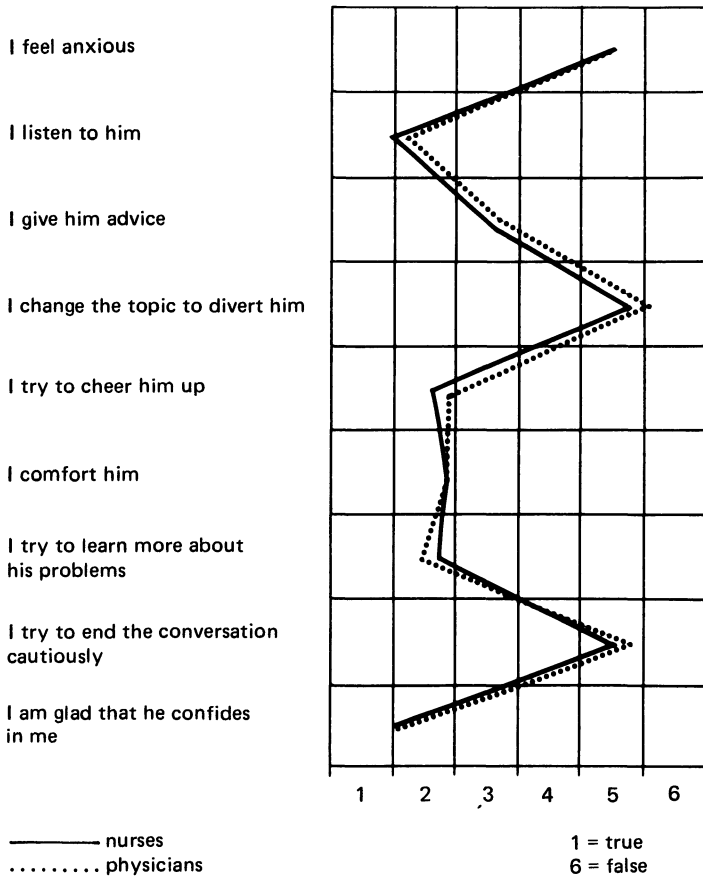 I feel anxious
I listen to him
I give him advice
I change the topic to divert him
I try to cheer him up
I comfort him
I try to learn more about
his problems
I try to end the conversation
cautiously
I am glad that he confides
in me
1 2 3 4 5 6
nurses
physicians
1 = true
6 = false